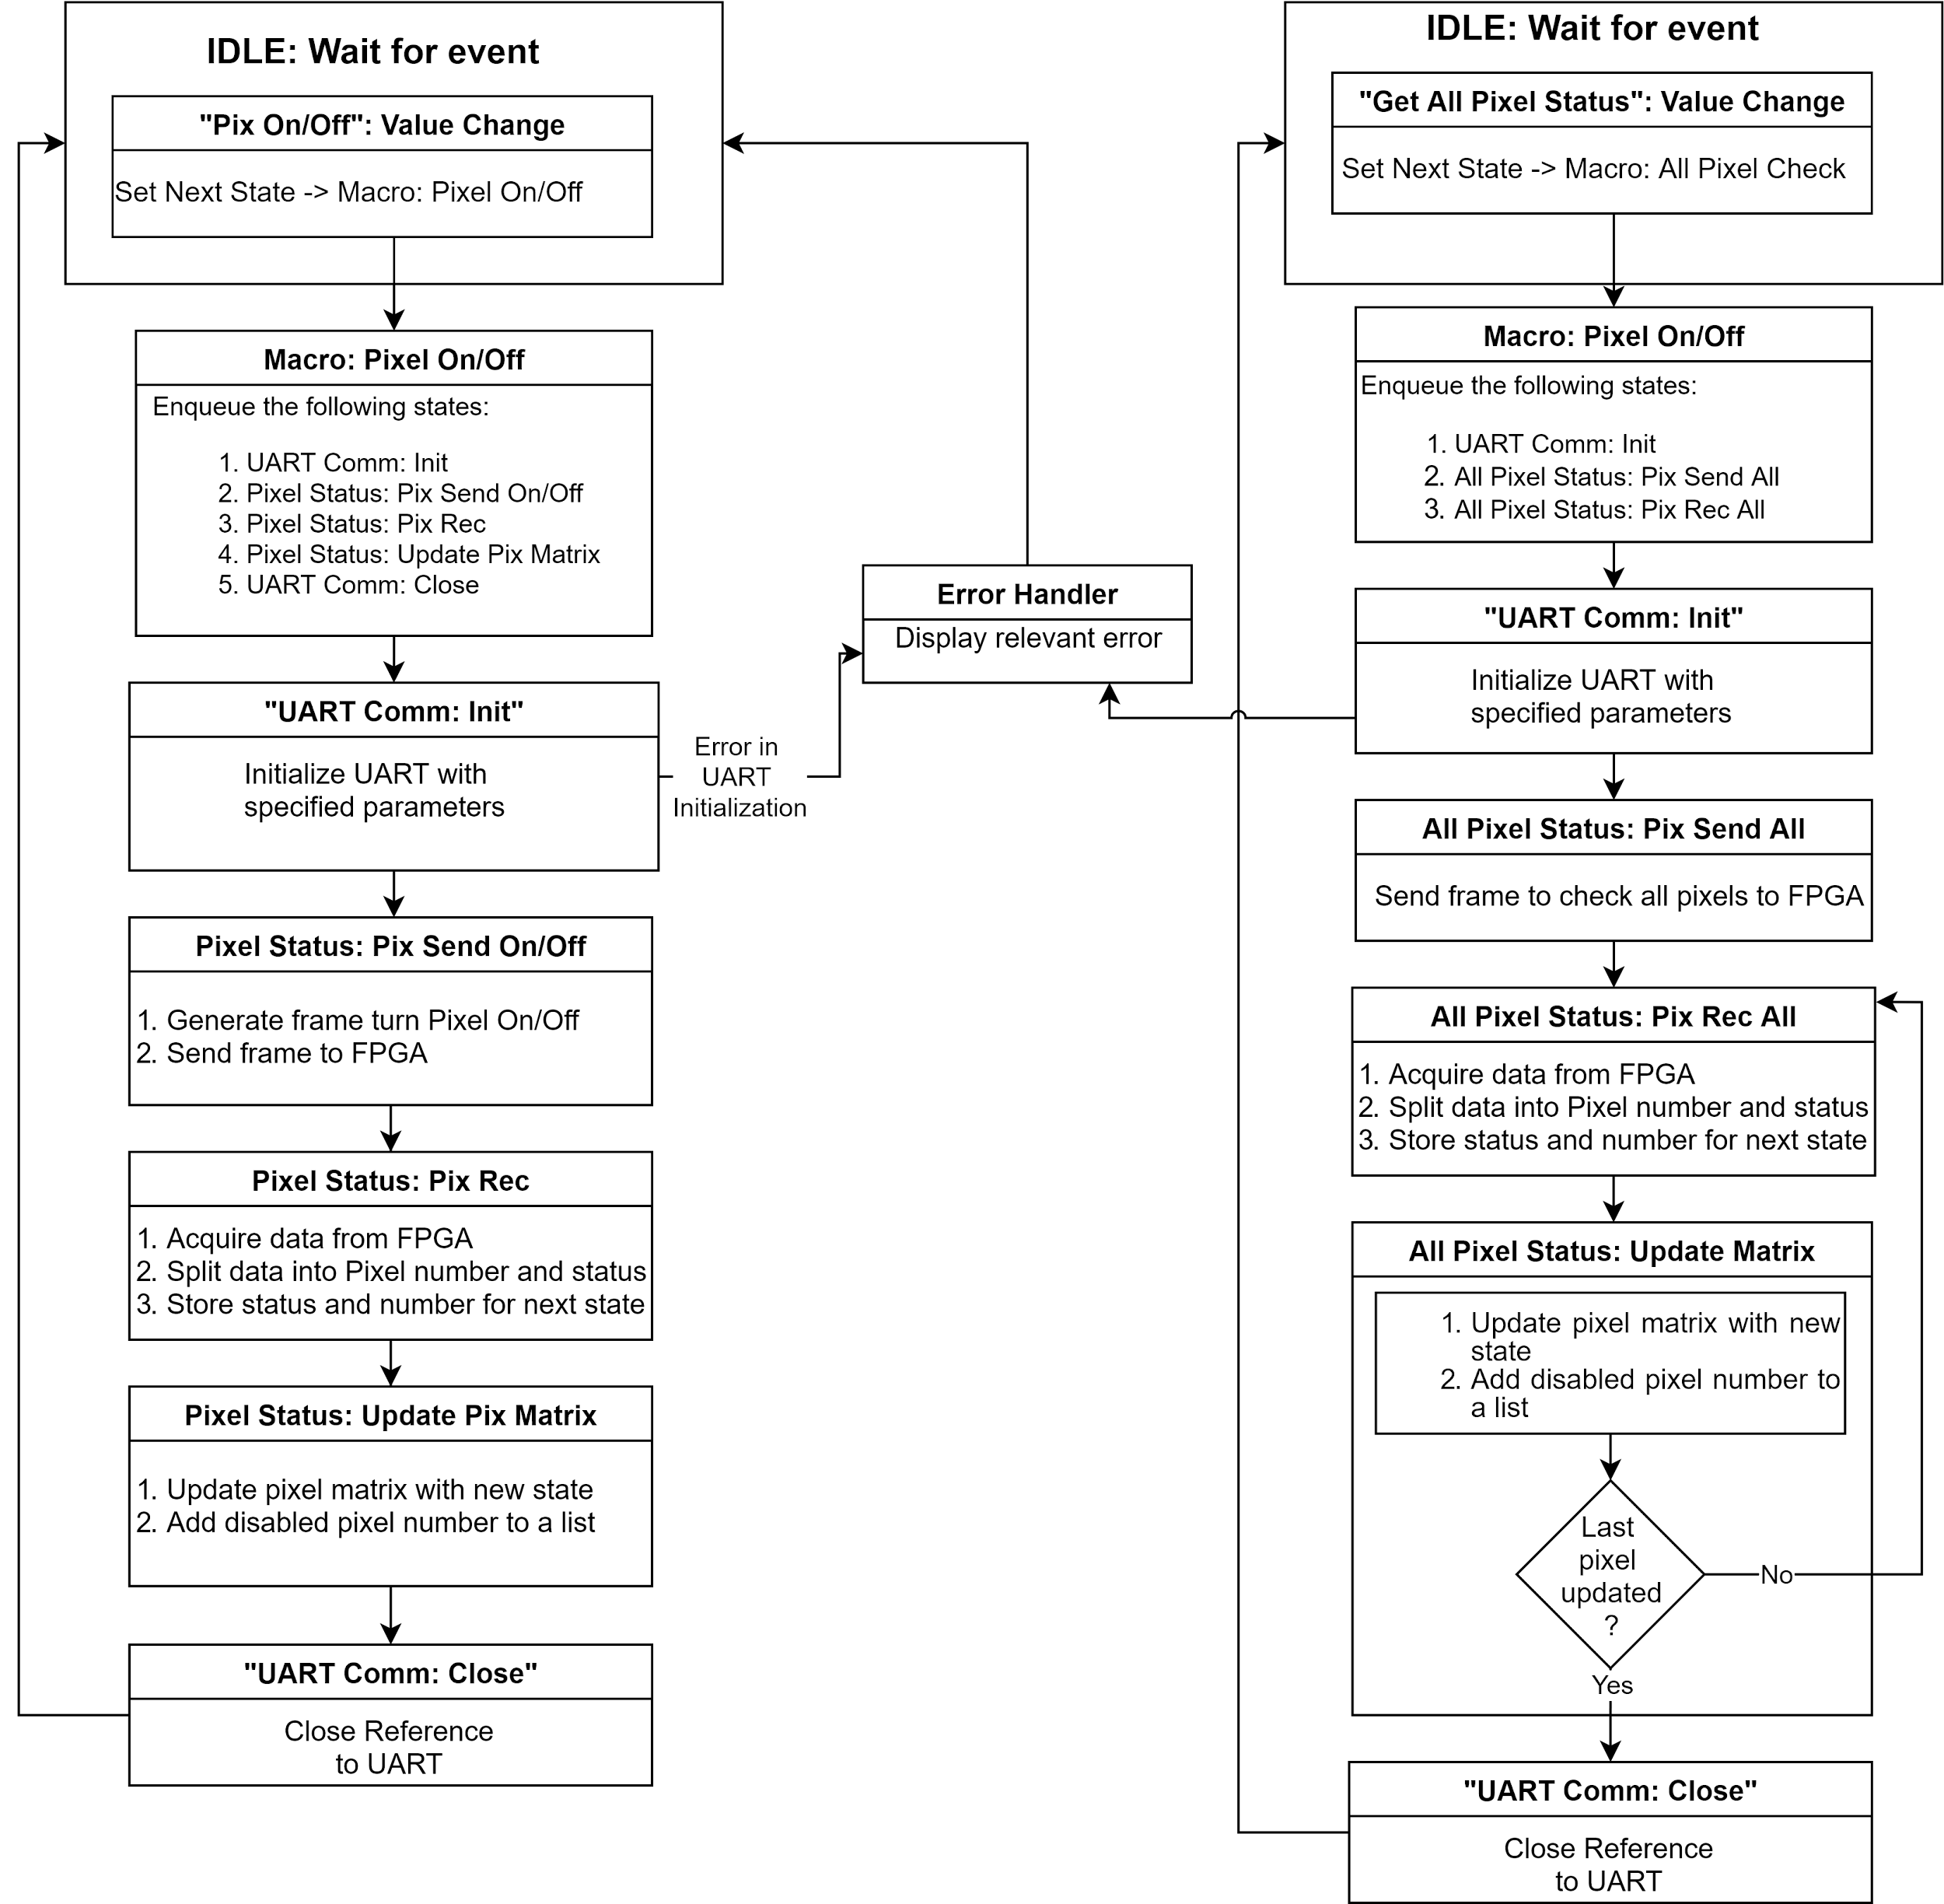 IDLE: Wait for event
"Pix On/Off": Value Change
Set Next State -> Macro: Pixel On/Off
Macro: Pixel On/Off
Enqueue the following states:
1. UART Comm: Init
2. Pixel Status: Pix Send On/Off
3. Pixel Status: Pix Rec
4. Pixel Status: Update Pix Matrix
5. UART Comm: Close
"UART Comm: Init"
Initialize UART with
specified parameters
Error in
UART
Initialization
Pixel Status: Pix Send On/Off
1. Generate frame turn Pixel On/Off
2. Send frame to FPGA
Pixel Status: Pix Rec
1. Acquire data from FPGA
2. Split data into Pixel number and status
3. Store status and number for next state
Pixel Status: Update Pix Matrix
1. Update pixel matrix with new state
2. Add disabled pixel number to a list
"UART Comm: Close"
Close Reference
to UART
Error Handler
Display relevant error
IDLE: Wait for event
"Get All Pixel Status": Value Change
Set Next State -> Macro: All Pixel Check
Macro: Pixel On/Off
Enqueue the following states:
1. UART Comm: Init
2. All Pixel Status: Pix Send All
3. All Pixel Status: Pix Rec All
"UART Comm: Init"
Initialize UART with
specified parameters
All Pixel Status: Pix Send All
Send frame to check all pixels to FPGA
All Pixel Status: Pix Rec All
1. Acquire data from FPGA
2. Split data into Pixel number and status
3. Store status and number for next state
All Pixel Status: Update Matrix
1. Update pixel matrix with new
state
2. Add disabled pixel number to
a list
Last
pixel
updated
?
No
Yes
"UART Comm: Close"
Close Reference
to UART